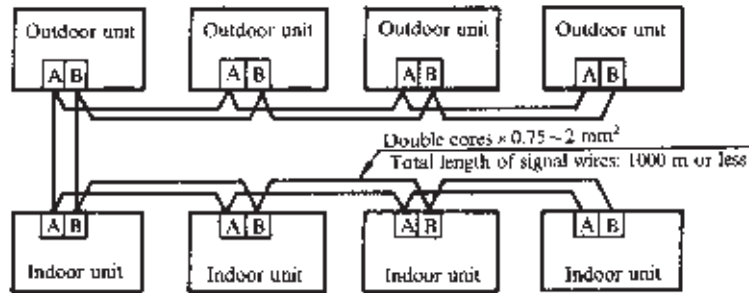 Outdoor unit Outdoor unit Outdoor unit Outdoor unit
A B A B A B A B
Double cores × 0.75~2 mm²
Total length of signal wires: 1000 m or less
A B A B A B A B
Indoor unit Indoor unit Indoor unit Indoor unit